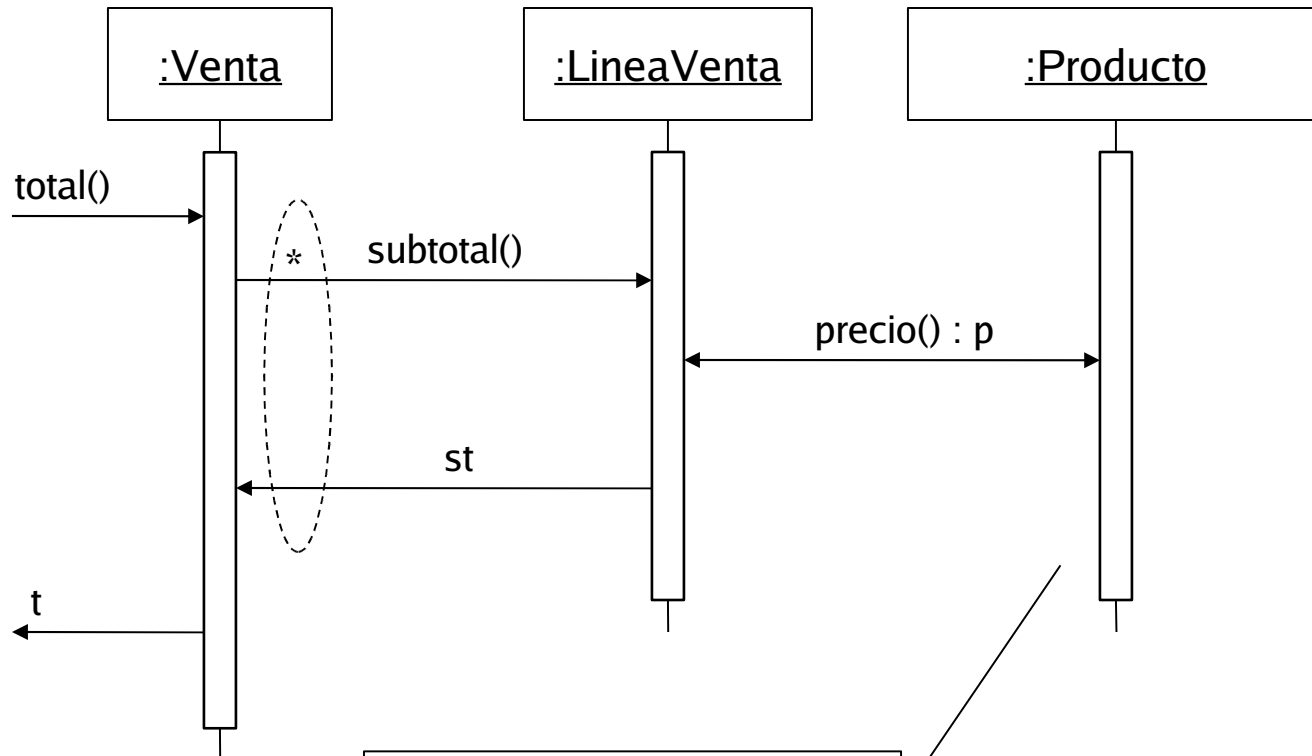 :Venta
:LineaVenta
:Producto
total()
* subtotal()
precio() : p
st
t